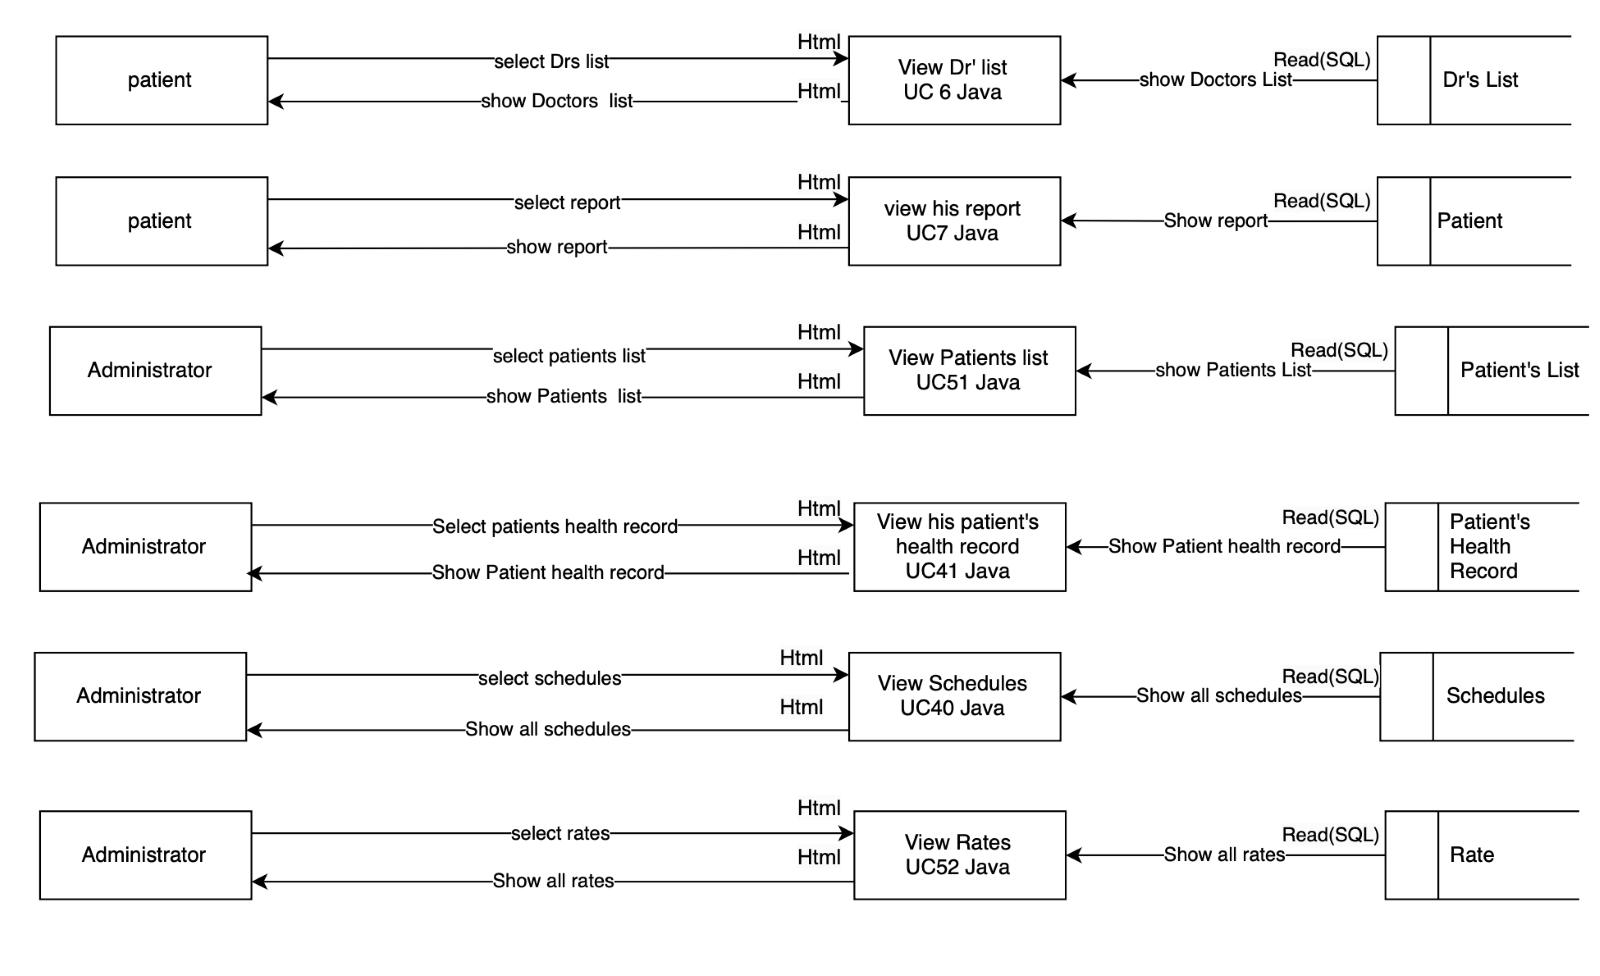 patient
select Drs list
Html
show Doctors list
Html
View Dr' list
UC 6 Java
Read(SQL)
show Doctors List
Dr's List
patient
select report
Html
show report
Html
view his report
UC7 Java
Read(SQL)
Show report
Patient
Administrator
select patients list
Html
show Patients list
Html
View Patients list
UC51 Java
Read(SQL)
show Patients List
Patient's List
Administrator
Select patients health record
Html
Show Patient health record
Html
View his patient's
health record
UC41 Java
Read(SQL)
Show Patient health record
Patient's
Health
Record
Administrator
select schedules
Html
Show all schedules
Html
View Schedules
UC40 Java
Read(SQL)
Show all schedules
Schedules
Administrator
select rates
Html
Show all rates
Html
View Rates
UC52 Java
Read(SQL)
Show all rates
Rate